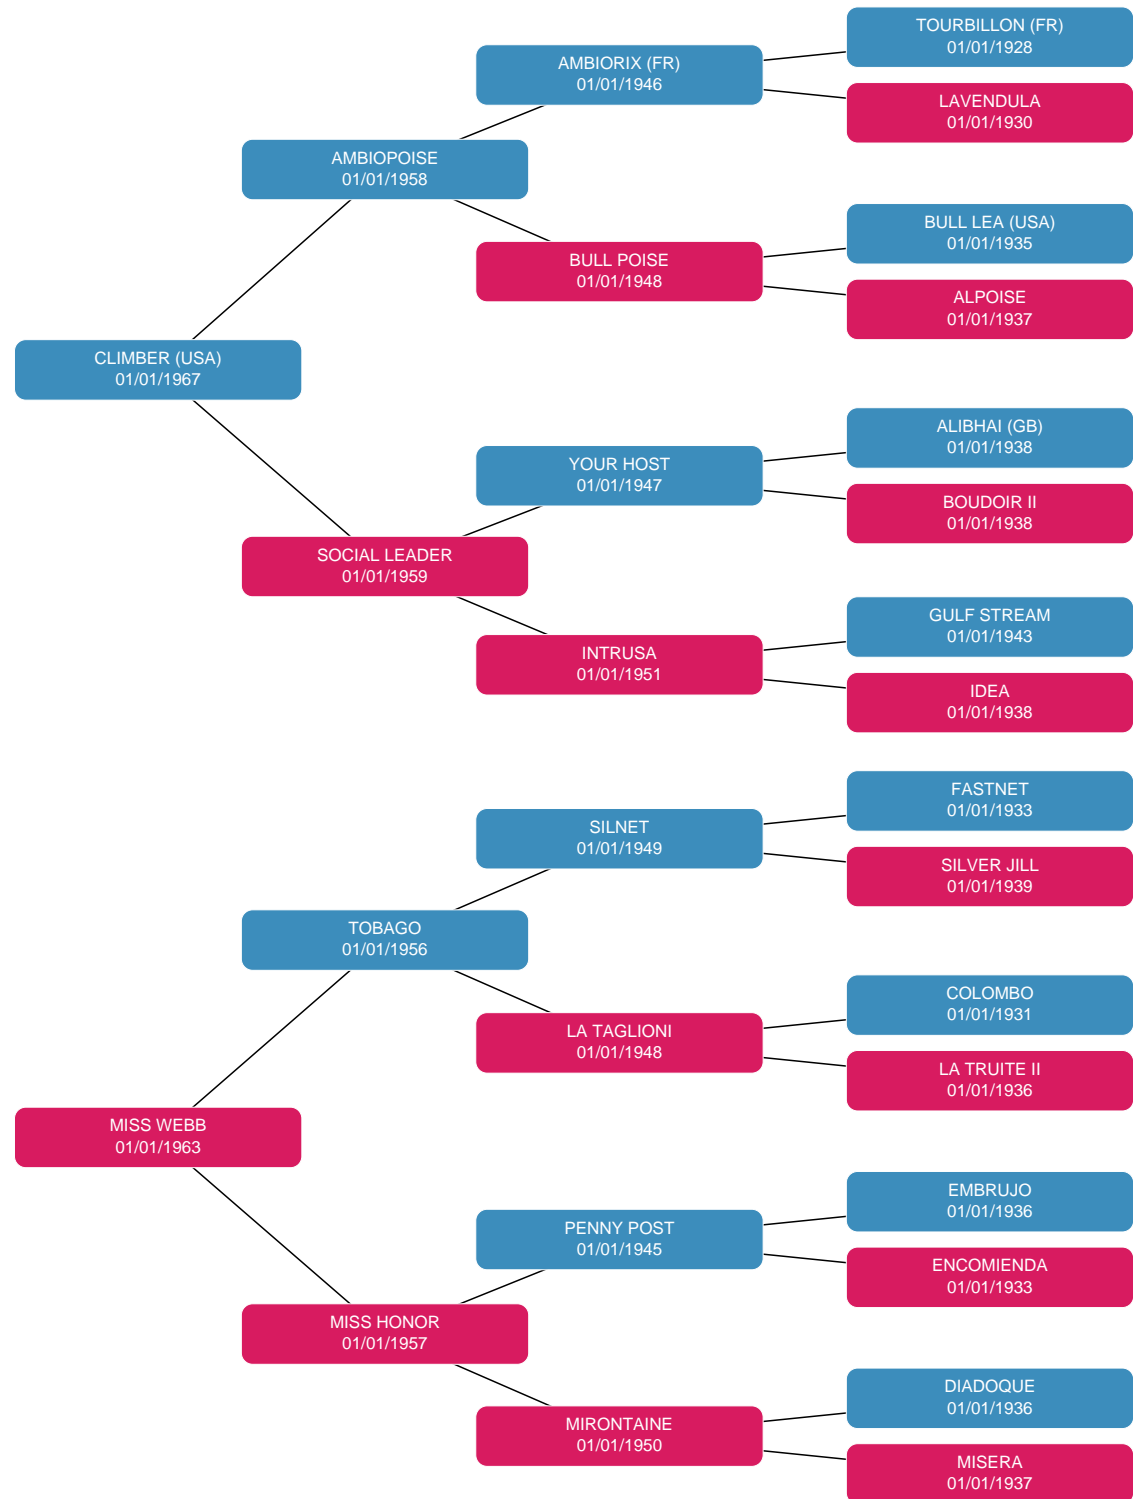 TOURBILLON (FR)
01/01/1928
AMBIORIX (FR)
01/01/1946
LAVENDULA
01/01/1930
AMBIOPOISE
01/01/1958
BULL LEA (USA)
01/01/1935
BULL POISE
01/01/1948
ALPOISE
01/01/1937
CLIMBER (USA)
01/01/1967
ALIBHAI (GB)
01/01/1938
YOUR HOST
01/01/1947
BOUDOIR II
01/01/1938
SOCIAL LEADER
01/01/1959
GULF STREAM
01/01/1943
INTRUSA
01/01/1951
IDEA
01/01/1938
FASTNET
01/01/1933
SILNET
01/01/1949
SILVER JILL
01/01/1939
TOBAGO
01/01/1956
COLOMBO
01/01/1931
LA TAGLIONI
01/01/1948
LA TRUITE II
01/01/1936
MISS WEBB
01/01/1963
EMBRUJO
01/01/1936
PENNY POST
01/01/1945
ENCOMIENDA
01/01/1933
MISS HONOR
01/01/1957
DIADOQUE
01/01/1936
MIRONTAINE
01/01/1950
MISERA
01/01/1937